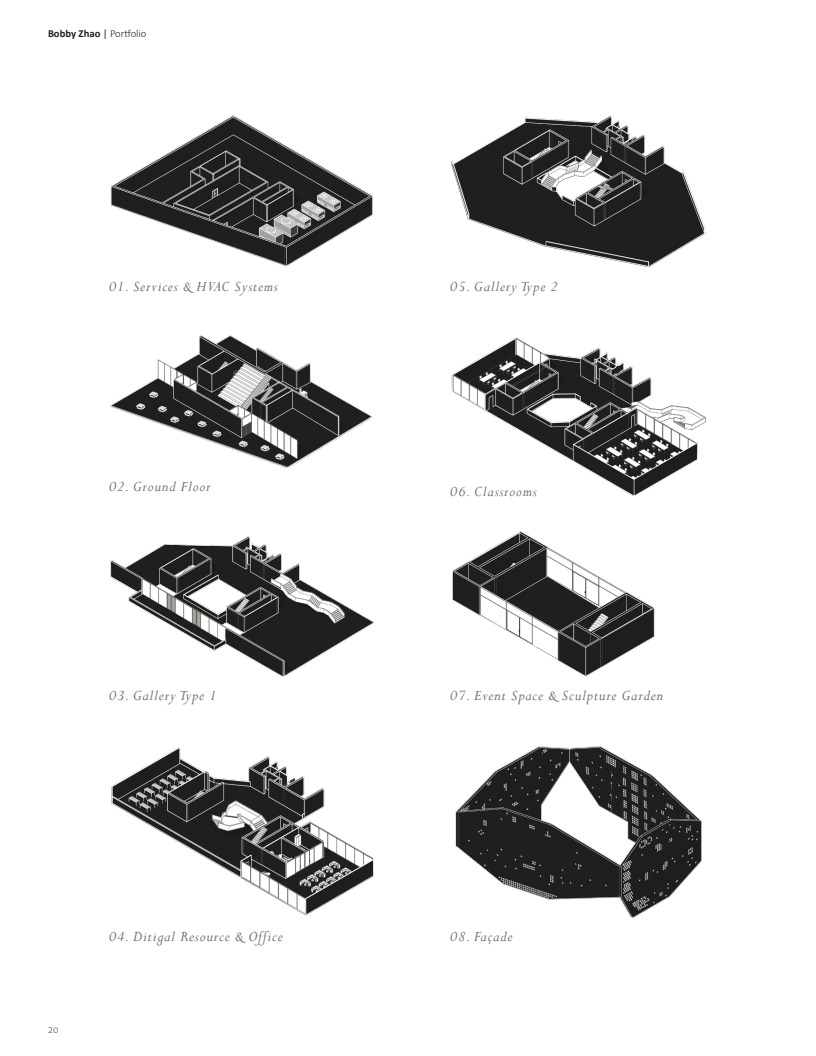 Bobby Zhao | Portfolio
01. Services & HVAC Systems
02. Ground Floor
03. Gallery Type 1
04. Ditigal Resource & Office
05. Gallery Type 2
06. Classrooms
07. Event Space & Sculpture Garden
08. Façade
20